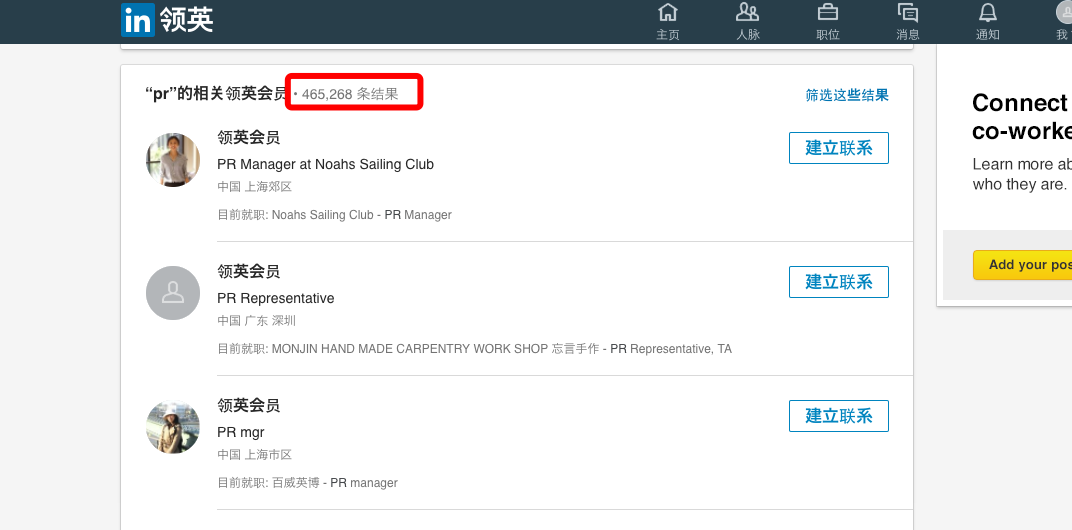 in 领英
主页 人脉 职位 消息 通知 我
"pr"的相关领英会员 • 465,268 条结果
筛选这些结果
领英会员
PR Manager at Noahs Sailing Club
中国 上海郊区
目前就职: Noahs Sailing Club - PR Manager
建立联系
领英会员
PR Representative
中国 广东 深圳
目前就职: MONJIN HAND MADE CARPENTRY WORK SHOP 忘言手作 - PR Representative, TA
建立联系
领英会员
PR mgr
中国 上海市区
目前就职: 百威英博 - PR manager
建立联系
Connect
co-worke
Learn more ab
who they are.
Add your pos